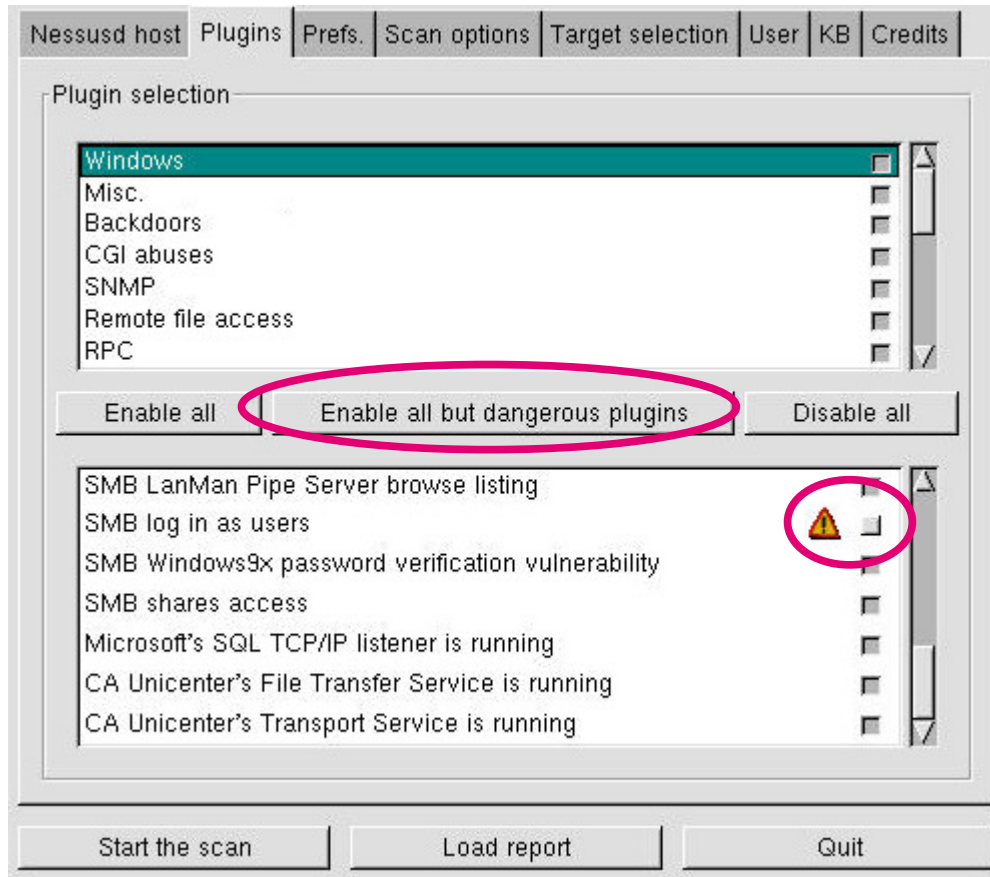 Nessusd host Plugins Prefs. Scan options Target selection User KB Credits
Plugin selection
Windows
Misc.
Backdoors
CGI abuses
SNMP
Remote file access
RPC
Enable all Enable all but dangerous plugins Disable all
SMB LanMan Pipe Server browse listing
SMB log in as users
SMB Windows9x password verification vulnerability
SMB shares access
Microsoft's SQL TCP/IP listener is running
CA Unicenter's File Transfer Service is running
CA Unicenter's Transport Service is running
Start the scan Load report Quit